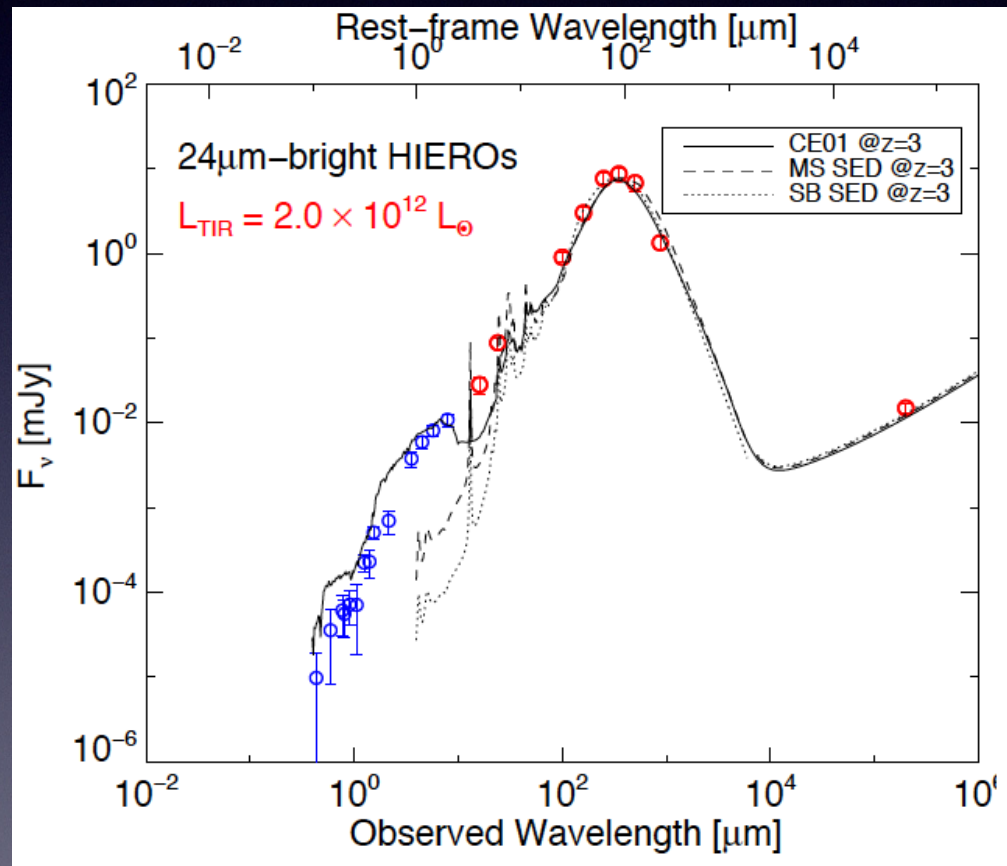 Rest-frame Wavelength [μm]
10⁻² 10⁰ 10² 10⁴
10² 
24μm-bright HIEROs
L_TIR = 2.0 × 10¹² L_☉
CE01 @z=3
MS SED @z=3
SB SED @z=3
10⁰
10⁻²
10⁻⁴
10⁻⁶
F_ν [mJy]
10⁻² 10⁰ 10² 10⁴ 10⁶
Observed Wavelength [μm]